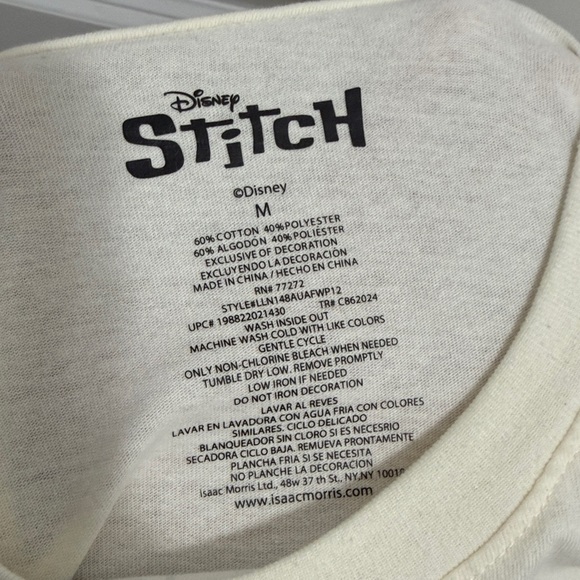 Disney
Stitch
©Disney
M
60% COTTON 40%POLYESTER
60% ALGODÓN 40% POLIÉSTER
EXCLUSIVE OF DECORATION
EXCLUYENDO LA DECORACIÓN
MADE IN CHINA / HECHO EN CHINA
RN# 77272
STYLE#LLN148AUAFWP12
UPC# 198822021430 TR# C862024
WASH INSIDE OUT
MACHINE WASH COLD WITH LIKE COLORS
GENTLE CYCLE
ONLY NON-CHLORINE BLEACH WHEN NEEDED
TUMBLE DRY LOW. REMOVE PROMPTLY
LOW IRON IF NEEDED
DO NOT IRON DECORATION
LAVAR AL REVES
LAVAR EN LAVADORA CON AGUA FRIA CON COLORES
SIMILARES. CICLO DELICADO
BLANQUEADOR SIN CLORO SI ES NECESRIO
SECADORA CICLO BAJA. REMUEVA PRONTAMENTE
PLANCHA FRIA SI SE NECESITA
NO PLANCHE LA DECORACION
Isaac Morris Ltd., 48w 37 th St., NY,NY 10018
www.isaacmorris.com